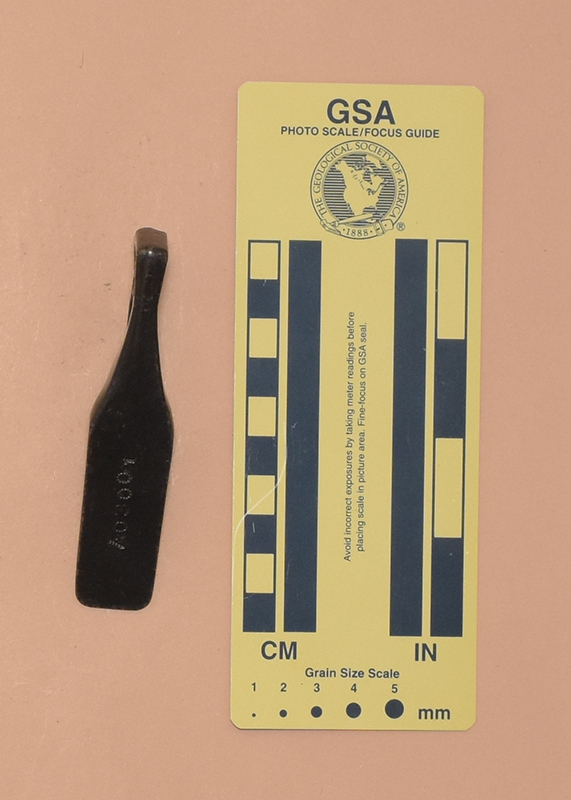 GSA
PHOTO SCALE/FOCUS GUIDE
THE GEOLOGICAL SOCIETY OF AMERICA
·1888·
®
Avoid incorrect exposures by taking meter readings before
placing scale in picture area. Fine-focus on GSA seal.
CM
IN
Grain Size Scale
1 2 3 4 5
mm